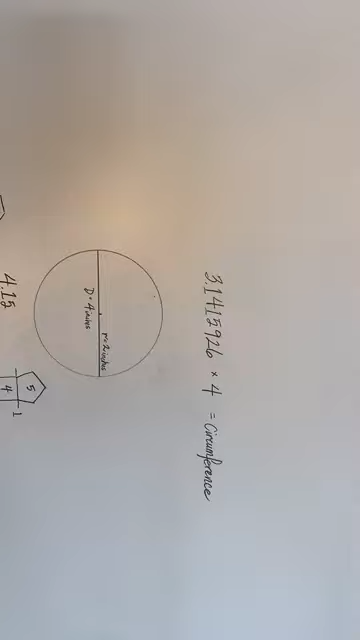 3.1415926 × 4 = Circumference
r = 2 inches
D = 4 inches
4.15
5
4
1